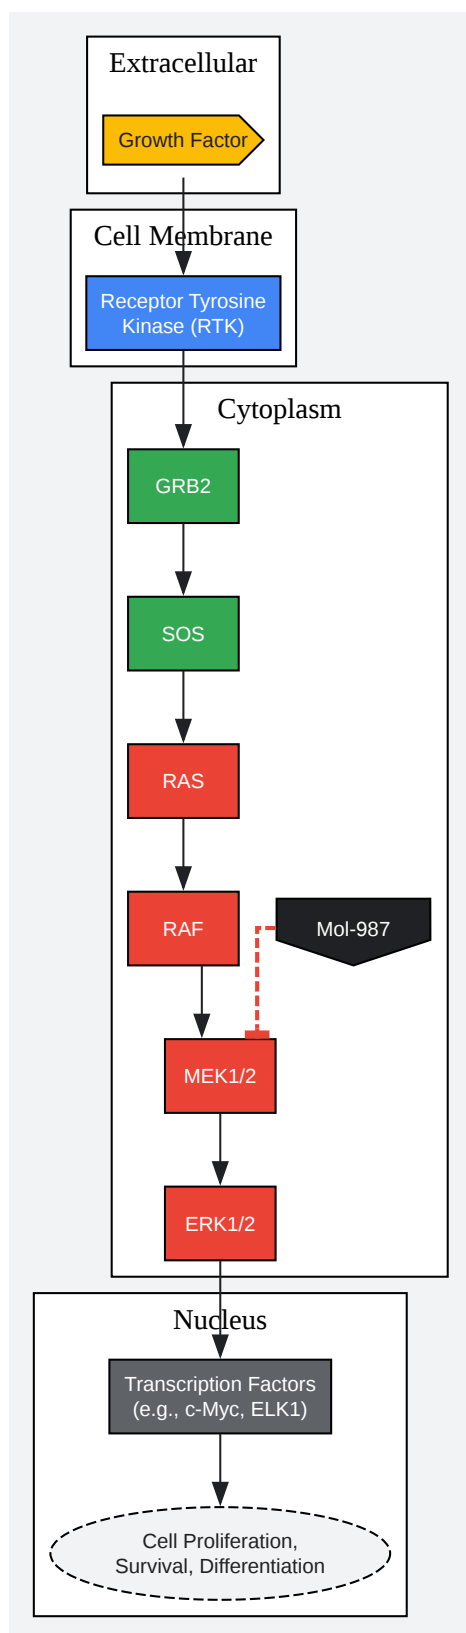 Extracellular
Growth Factor
Cell Membrane
Receptor Tyrosine
Kinase (RTK)
Cytoplasm
GRB2
SOS
RAS
RAF
Mol-987
MEK1/2
ERK1/2
Nucleus
Transcription Factors
(e.g., c-Myc, ELK1)
Cell Proliferation,
Survival, Differentiation